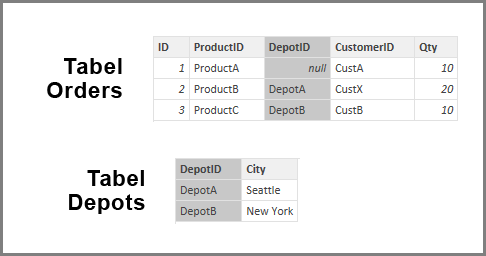 Tabel
Orders
ID ProductID DepotID CustomerID Qty
1 ProductA null CustA 10
2 ProductB DepotA CustX 20
3 ProductC DepotB CustB 10
Tabel
Depots
DepotID City
DepotA Seattle
DepotB New York